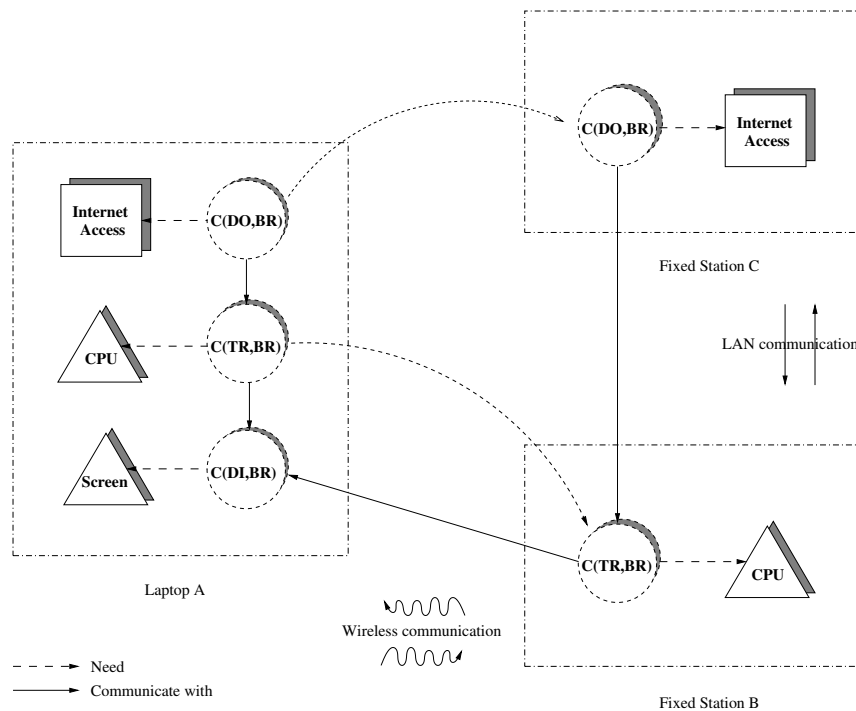 C(DO,BR)
Internet
Access
Fixed Station C
Internet
Access
C(DO,BR)
CPU
C(TR,BR)
Screen
C(DI,BR)
Laptop A
LAN communication
C(TR,BR)
CPU
Fixed Station B
Wireless communication
Need
Communicate with